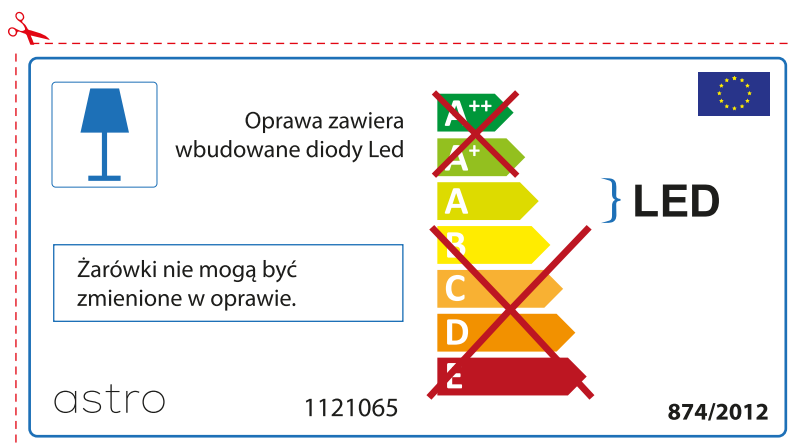 Oprawa zawiera
wbudowane diody Led
A++
A+
A
B
C
D
E
LED
Żarówki nie mogą być
zmienione w oprawie.
astro
1121065
874/2012